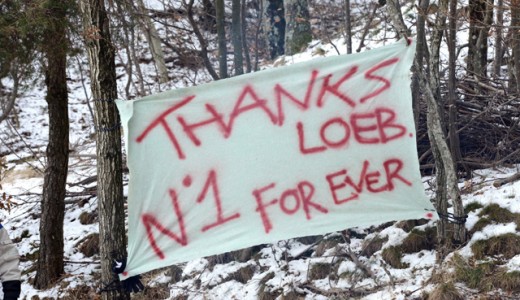 THANKS
LOEB.
N°1 FOR EVER